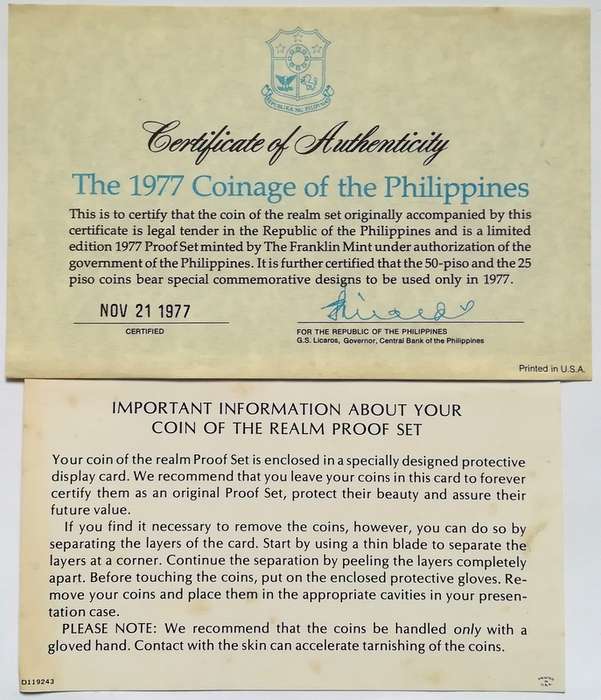 REPUBLIKA NG PILIPINAS
Certificate of Authenticity
The 1977 Coinage of the Philippines
This is to certify that the coin of the realm set originally accompanied by this
certificate is legal tender in the Republic of the Philippines and is a limited
edition 1977 Proof Set minted by The Franklin Mint under authorization of the
government of the Philippines. It is further certified that the 50-piso and the 25
piso coins bear special commemorative designs to be used only in 1977.
NOV 21 1977
CERTIFIED
FOR THE REPUBLIC OF THE PHILIPPINES
G.S. Licaros, Governor, Central Bank of the Philippines
Printed in U.S.A.
IMPORTANT INFORMATION ABOUT YOUR
COIN OF THE REALM PROOF SET
Your coin of the realm Proof Set is enclosed in a specially designed protective
display card. We recommend that you leave your coins in this card to forever
certify them as an original Proof Set, protect their beauty and assure their
future value.
If you find it necessary to remove the coins, however, you can do so by
separating the layers of the card. Start by using a thin blade to separate the
layers at a corner. Continue the separation by peeling the layers completely
apart. Before touching the coins, put on the enclosed protective gloves. Re-
move your coins and place them in the appropriate cavities in your presen-
tation case.
PLEASE NOTE: We recommend that the coins be handled only with a
gloved hand. Contact with the skin can accelerate tarnishing of the coins.
D119243